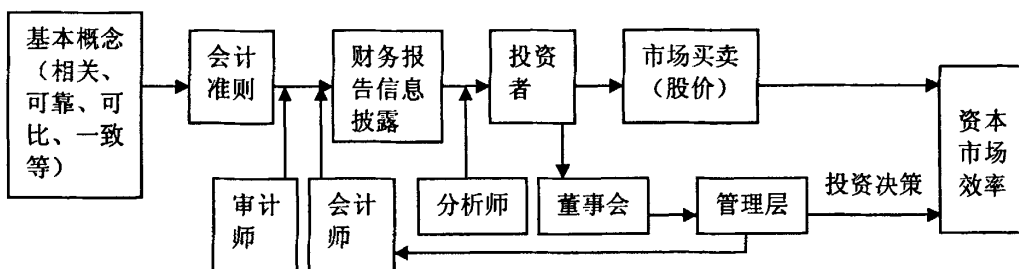 基本概念
（相关、
可靠、可
比、一致
等）
会计
准则
财务报
告信息
披露
投资
者
市场买卖
（股价）
资本
市场
效率
审计
师
会计
师
分析师
董事会
管理层
投资决策